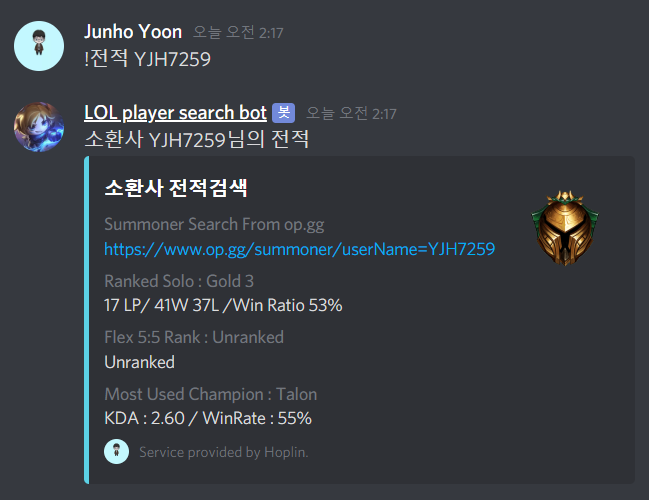 Junho Yoon 오늘 오전 2:17
!전적 YJH7259
LOL player search bot 봇 오늘 오전 2:17
소환사 YJH7259님의 전적
소환사 전적검색
Summoner Search From op.gg
https://www.op.gg/summoner/userName=YJH7259
Ranked Solo : Gold 3
17 LP/ 41W 37L /Win Ratio 53%
Flex 5:5 Rank : Unranked
Unranked
Most Used Champion : Talon
KDA : 2.60 / WinRate : 55%
Service provided by Hoplin.